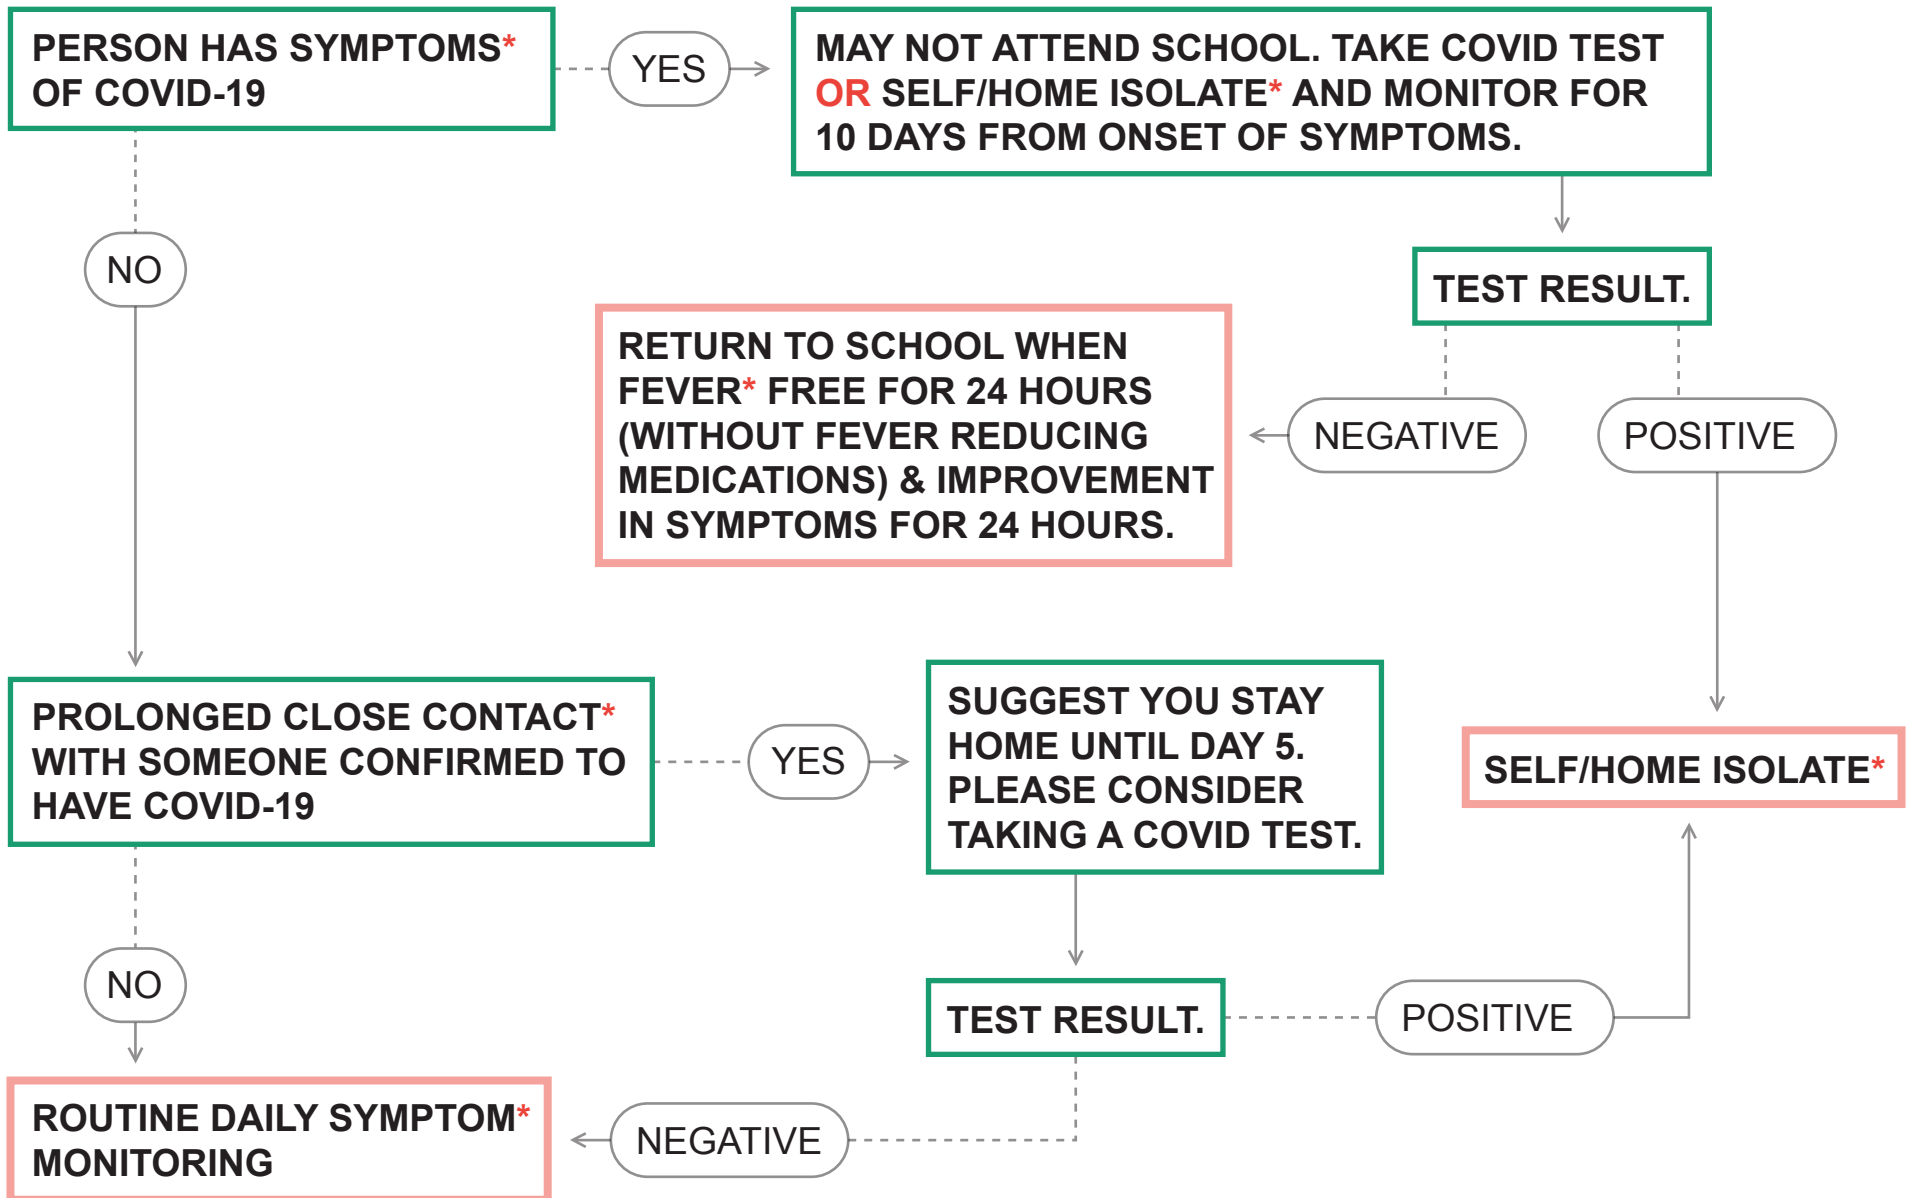 PERSON HAS SYMPTOMS*
OF COVID-19
YES
MAY NOT ATTEND SCHOOL. TAKE COVID TEST
OR SELF/HOME ISOLATE* AND MONITOR FOR
10 DAYS FROM ONSET OF SYMPTOMS.
NO
TEST RESULT.
RETURN TO SCHOOL WHEN
FEVER* FREE FOR 24 HOURS
(WITHOUT FEVER REDUCING
MEDICATIONS) & IMPROVEMENT
IN SYMPTOMS FOR 24 HOURS.
NEGATIVE
POSITIVE
PROLONGED CLOSE CONTACT*
WITH SOMEONE CONFIRMED TO
HAVE COVID-19
YES
SUGGEST YOU STAY
HOME UNTIL DAY 5.
PLEASE CONSIDER
TAKING A COVID TEST.
SELF/HOME ISOLATE*
NO
TEST RESULT.
POSITIVE
ROUTINE DAILY SYMPTOM*
MONITORING
NEGATIVE